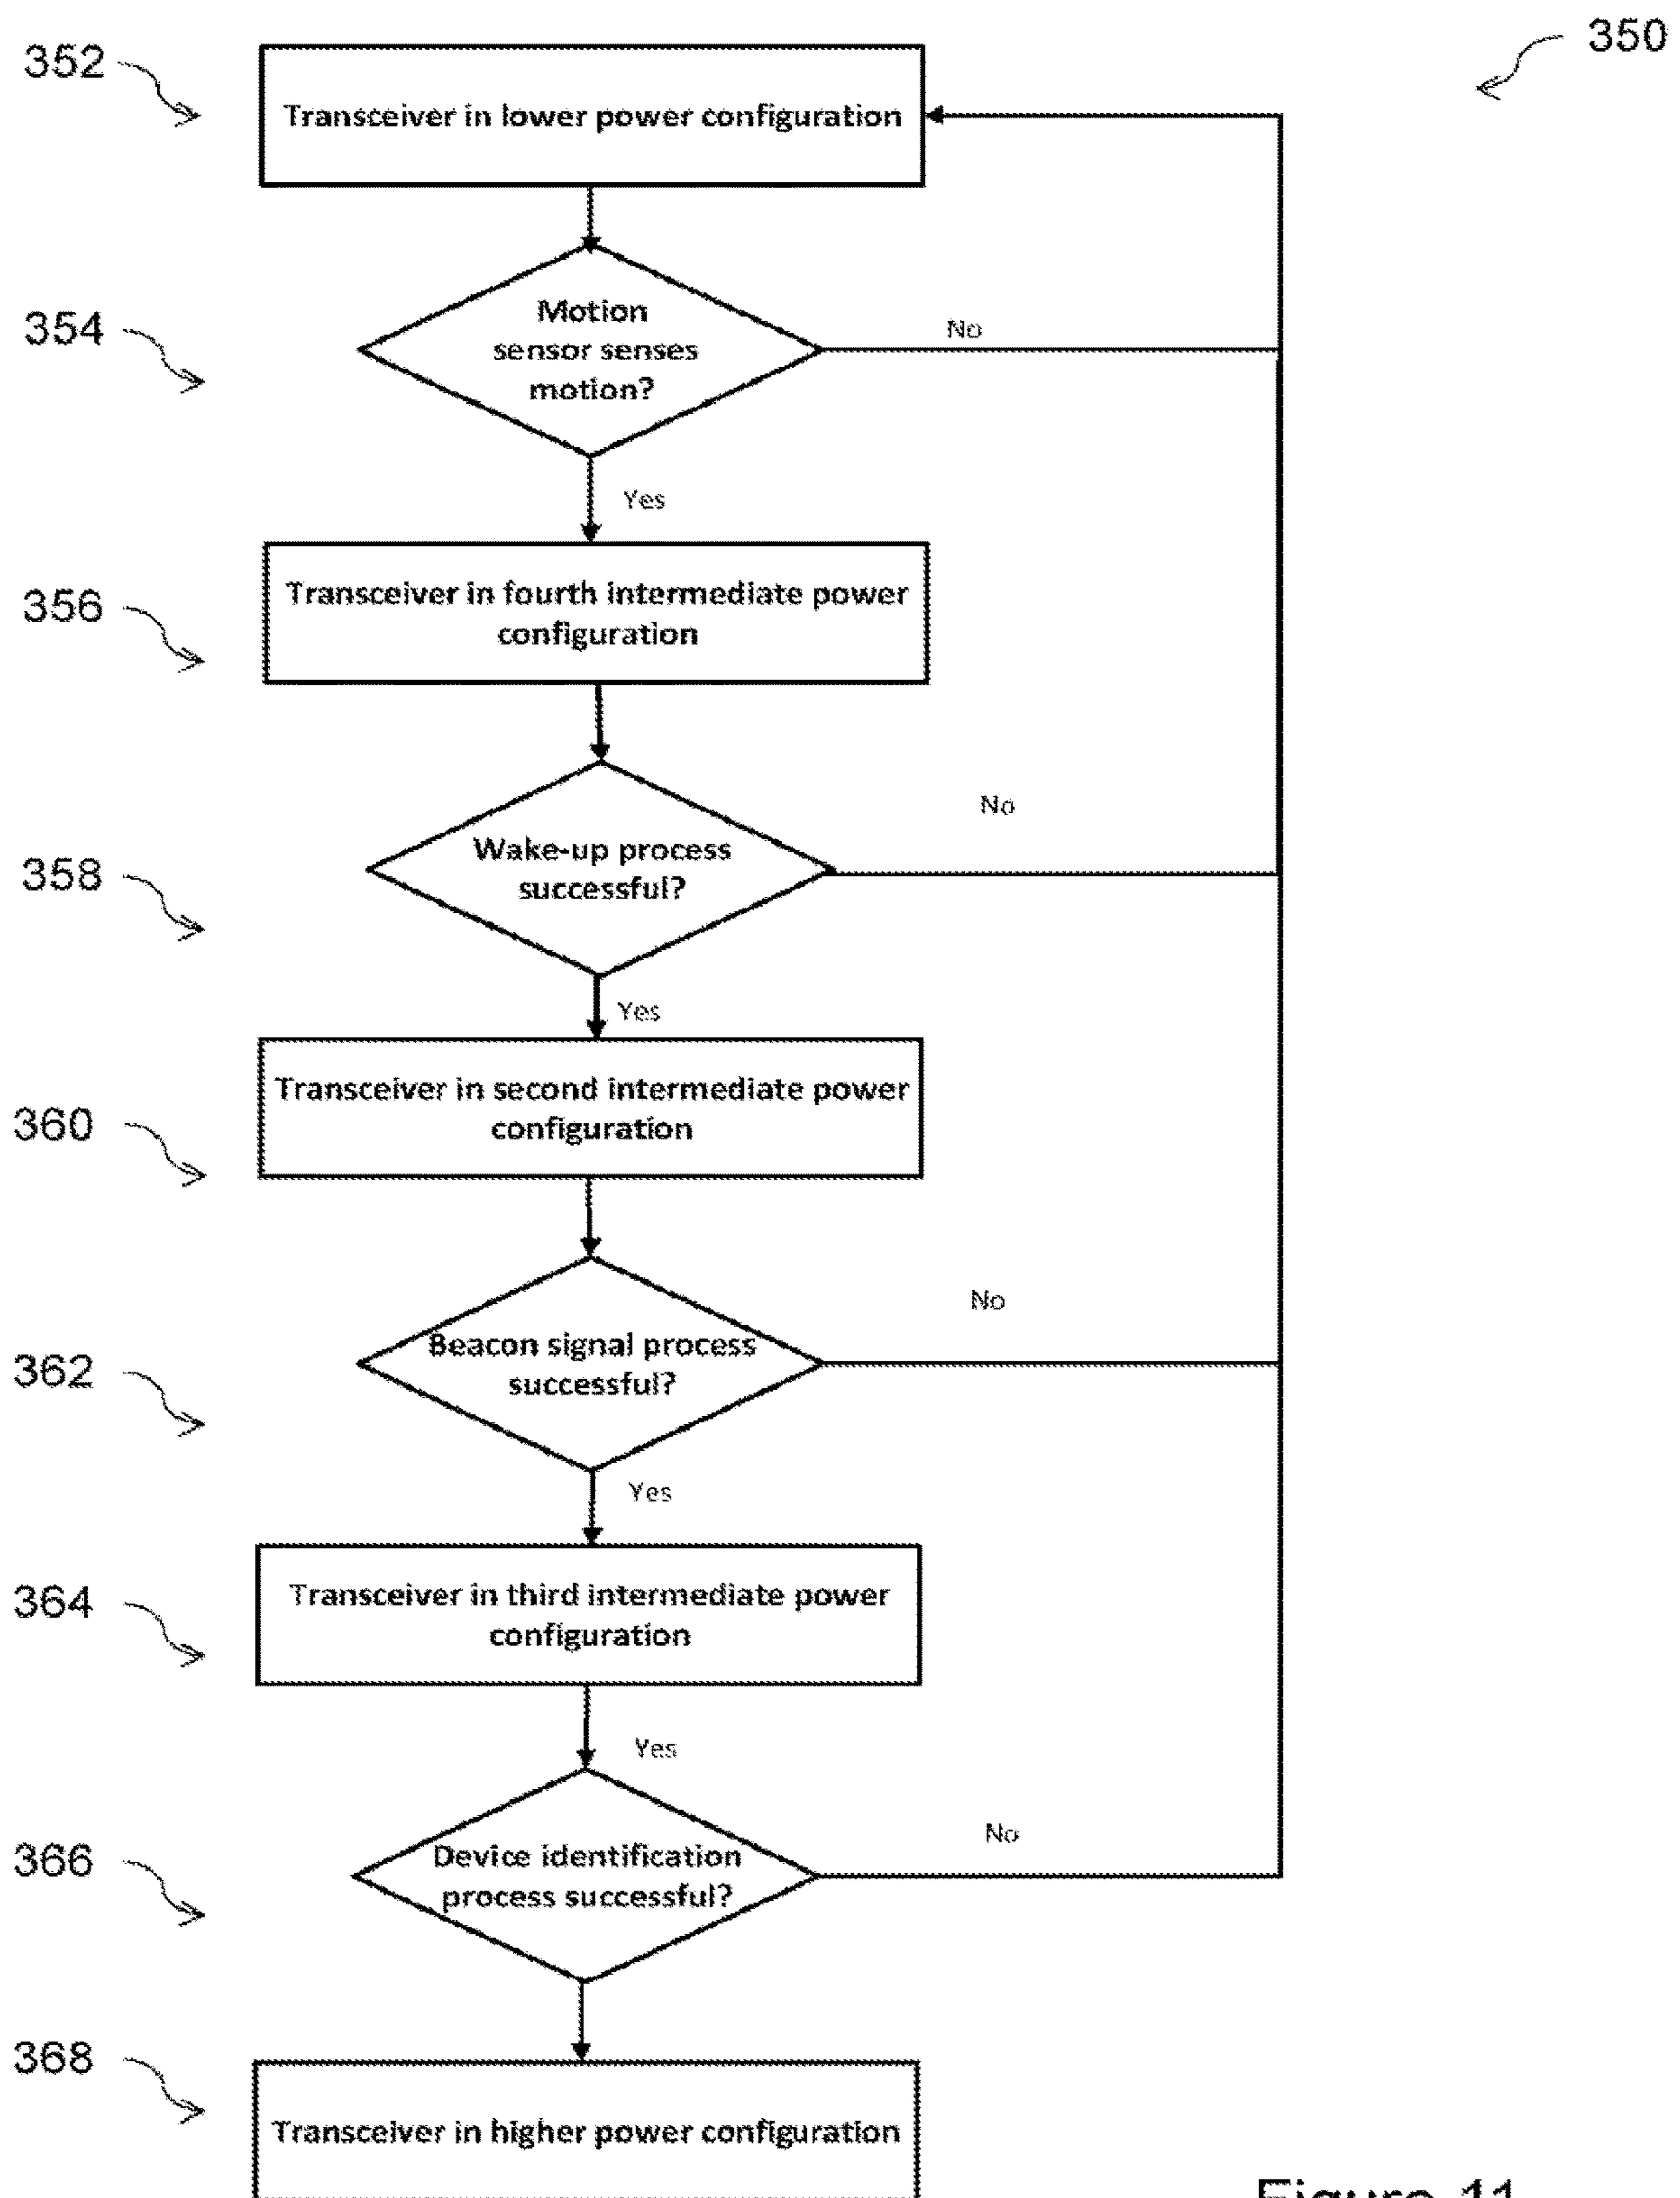 350
352
Transceiver in lower power configuration
354
Motion
sensor senses
motion?
No
Yes
356
Transceiver in fourth intermediate power
configuration
358
Wake-up process
successful?
No
Yes
360
Transceiver in second intermediate power
configuration
362
Beacon signal process
successful?
No
Yes
364
Transceiver in third intermediate power
configuration
Yes
366
Device identification
process successful?
No
368
Transceiver in higher power configuration
Figure 11